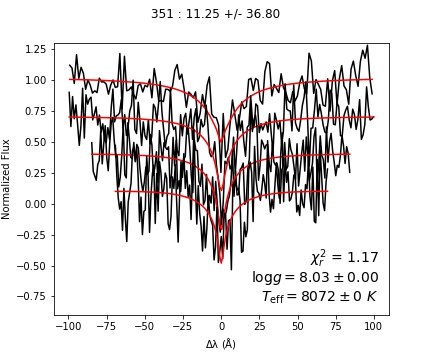 351 : 11.25 +/- 36.80
1.25
1.00
0.75
0.50
0.25
0.00
−0.25
−0.50
−0.75
Normalized Flux
χ²ᵣ = 1.17
log g = 8.03 ± 0.00
T_eff = 8072 ± 0 K
−100 −75 −50 −25 0 25 50 75 100
Δλ (Å)